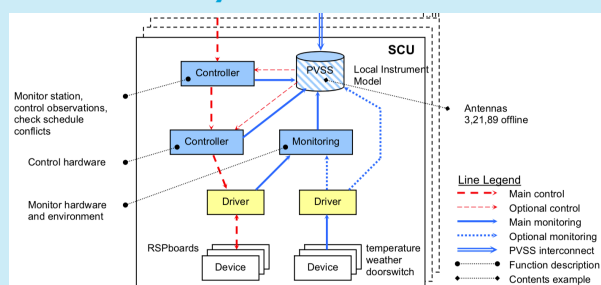 SCU
Controller
PVSS
Local Instrument
Model
Monitor station,
control observations,
check schedule
conflicts
Antennas
3,21,89 offline
Controller
Monitoring
Control hardware
Line Legend
Main control
Optional control
Main monitoring
Optional monitoring
PVSS interconnect
Function description
Contents example
Monitor hardware
and environment
Driver
Driver
RSPboards
Device
Device
temperature
weather
doorswitch